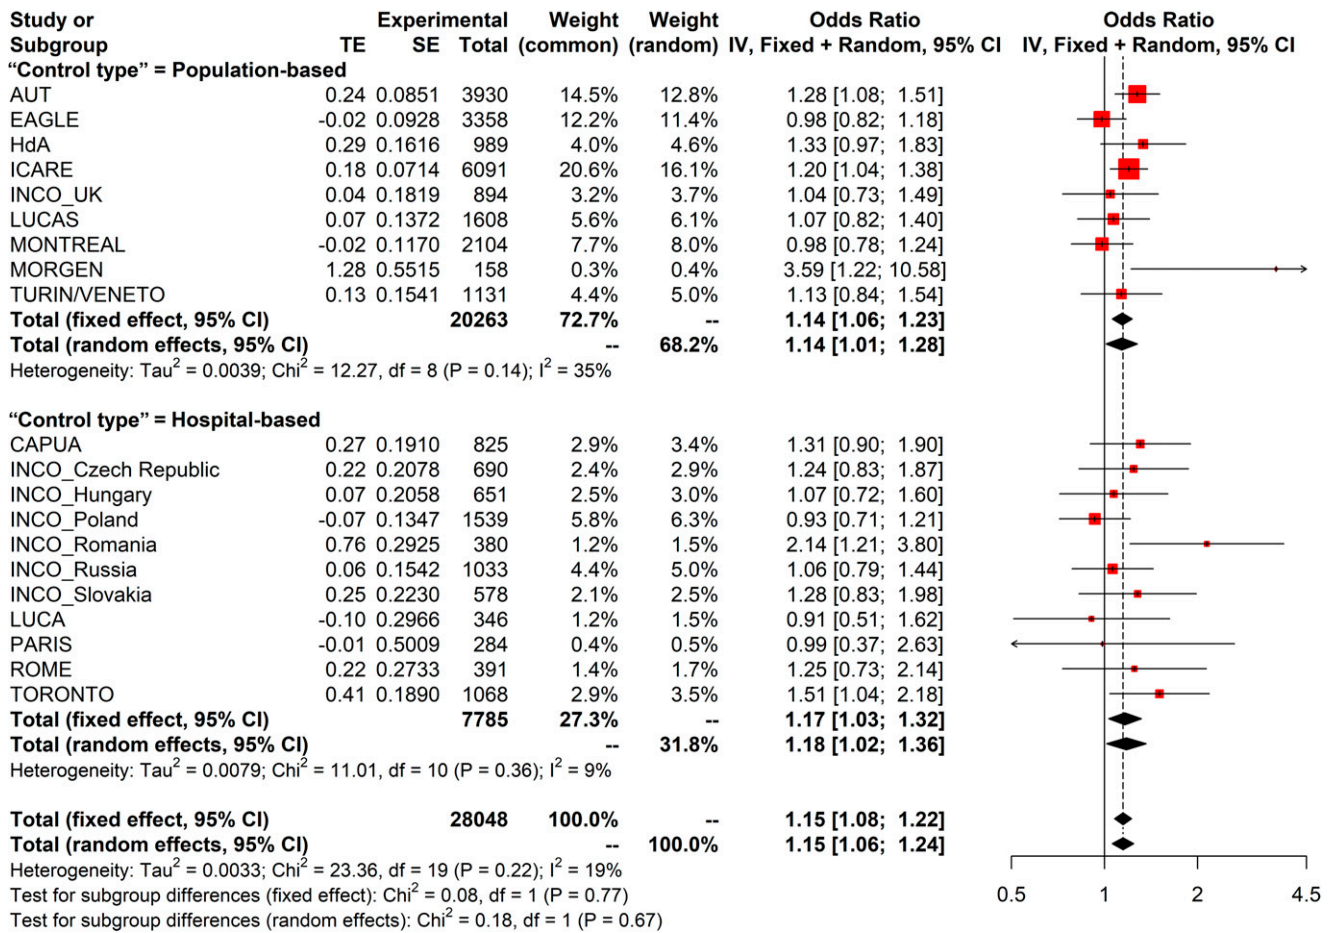 Study or Experimental Weight Weight Odds Ratio Odds Ratio
Subgroup TE SE Total (common) (random) IV, Fixed + Random, 95% CI IV, Fixed + Random, 95% CI
“Control type” = Population-based
AUT 0.24 0.0851 3930 14.5% 12.8% 1.28 [1.08; 1.51]
EAGLE -0.02 0.0928 3358 12.2% 11.4% 0.98 [0.82; 1.18]
HdA 0.29 0.1616 989 4.0% 4.6% 1.33 [0.97; 1.83]
ICARE 0.18 0.0714 6091 20.6% 16.1% 1.20 [1.04; 1.38]
INCO_UK 0.04 0.1819 894 3.2% 3.7% 1.04 [0.73; 1.49]
LUCAS 0.07 0.1372 1608 5.6% 6.1% 1.07 [0.82; 1.40]
MONTREAL -0.02 0.1170 2104 7.7% 8.0% 0.98 [0.78; 1.24]
MORGEN 1.28 0.5515 158 0.3% 0.4% 3.59 [1.22; 10.58]
TURIN/VENETO 0.13 0.1541 1131 4.4% 5.0% 1.13 [0.84; 1.54]
Total (fixed effect, 95% CI) 20263 72.7% -- 1.14 [1.06; 1.23]
Total (random effects, 95% CI) -- 68.2% 1.14 [1.01; 1.28]
Heterogeneity: Tau² = 0.0039; Chi² = 12.27, df = 8 (P = 0.14); I² = 35%
“Control type” = Hospital-based
CAPUA 0.27 0.1910 825 2.9% 3.4% 1.31 [0.90; 1.90]
INCO_Czech Republic 0.22 0.2078 690 2.4% 2.9% 1.24 [0.83; 1.87]
INCO_Hungary 0.07 0.2058 651 2.5% 3.0% 1.07 [0.72; 1.60]
INCO_Poland -0.07 0.1347 1539 5.8% 6.3% 0.93 [0.71; 1.21]
INCO_Romania 0.76 0.2925 380 1.2% 1.5% 2.14 [1.21; 3.80]
INCO_Russia 0.06 0.1542 1033 4.4% 5.0% 1.06 [0.79; 1.44]
INCO_Slovakia 0.25 0.2230 578 2.1% 2.5% 1.28 [0.83; 1.98]
LUCA -0.10 0.2966 346 1.2% 1.5% 0.91 [0.51; 1.62]
PARIS -0.01 0.5009 284 0.4% 0.5% 0.99 [0.37; 2.63]
ROME 0.22 0.2733 391 1.4% 1.7% 1.25 [0.73; 2.14]
TORONTO 0.41 0.1890 1068 2.9% 3.5% 1.51 [1.04; 2.18]
Total (fixed effect, 95% CI) 7785 27.3% -- 1.17 [1.03; 1.32]
Total (random effects, 95% CI) -- 31.8% 1.18 [1.02; 1.36]
Heterogeneity: Tau² = 0.0079; Chi² = 11.01, df = 10 (P = 0.36); I² = 9%
Total (fixed effect, 95% CI) 28048 100.0% -- 1.15 [1.08; 1.22]
Total (random effects, 95% CI) -- 100.0% 1.15 [1.06; 1.24]
Heterogeneity: Tau² = 0.0033; Chi² = 23.36, df = 19 (P = 0.22); I² = 19%
Test for subgroup differences (fixed effect): Chi² = 0.08, df = 1 (P = 0.77)
Test for subgroup differences (random effects): Chi² = 0.18, df = 1 (P = 0.67)
0.5 1 2 4.5